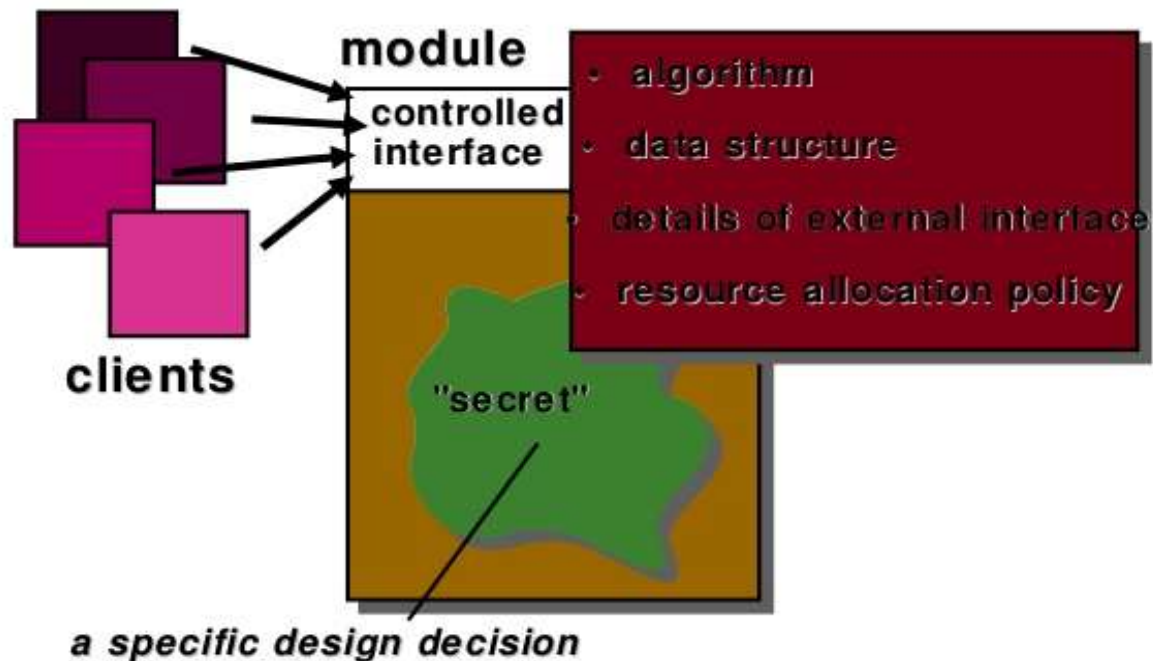 module
controlled
interface
• algorithm
• data structure
• details of external interface
• resource allocation policy
clients
"secret"
a specific design decision